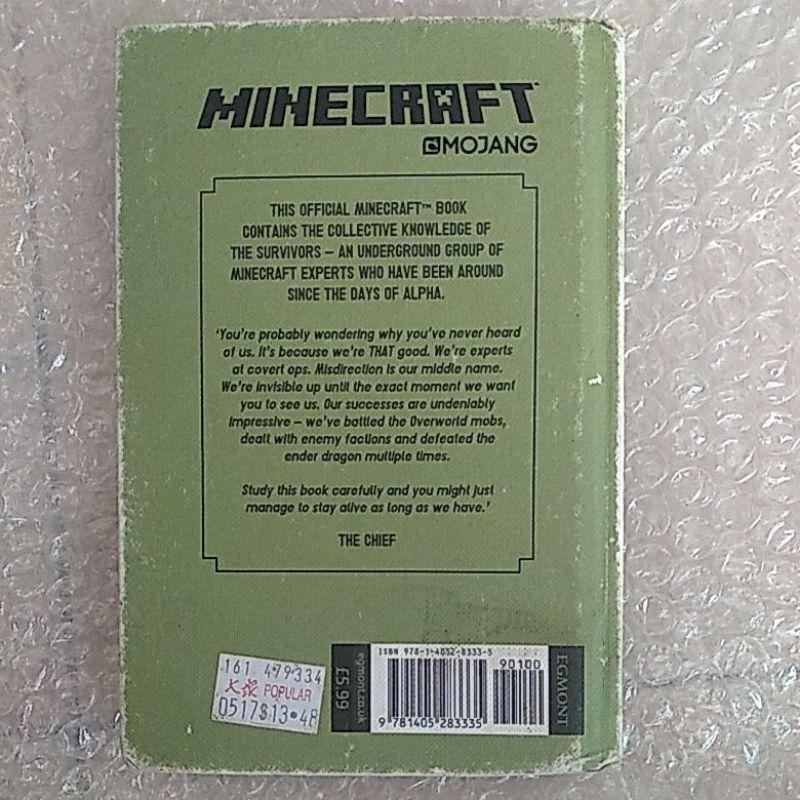 MINECRAFT™
MOJANG
THIS OFFICIAL MINECRAFT™ BOOK
CONTAINS THE COLLECTIVE KNOWLEDGE OF
THE SURVIVORS – AN UNDERGROUND GROUP OF
MINECRAFT EXPERTS WHO HAVE BEEN AROUND
SINCE THE DAYS OF ALPHA.
'You're probably wondering why you've never heard
of us. It's because we're THAT good. We're experts
at covert ops. Misdirection is our middle name.
We're invisible up until the exact moment we want
you to see us. Our successes are undeniably
impressive – we've battled the Overworld mobs,
dealt with enemy factions and defeated the
ender dragon multiple times.
Study this book carefully and you might just
manage to stay alive as long as we have.'
THE CHIEF
161 479334
大众 POPULAR
0517$13.48
£5.99
egmont.co.uk
ISBN 978-1-4052-8333-5
90100
9 781405 283335
EGMONT